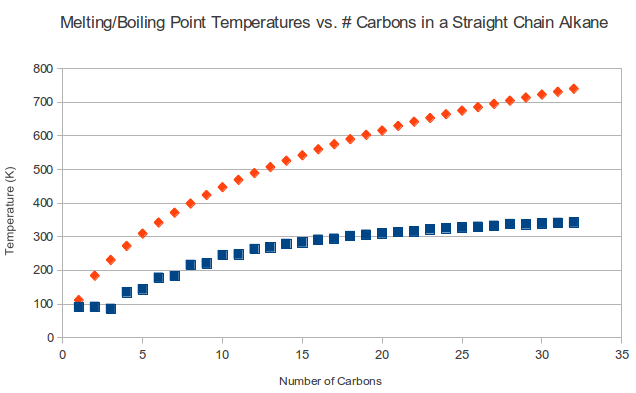 Melting/Boiling Point Temperatures vs. # Carbons in a Straight Chain Alkane
800
700
600
500
400
300
200
100
0
Temperature (K)
0 5 10 15 20 25 30 35
Number of Carbons